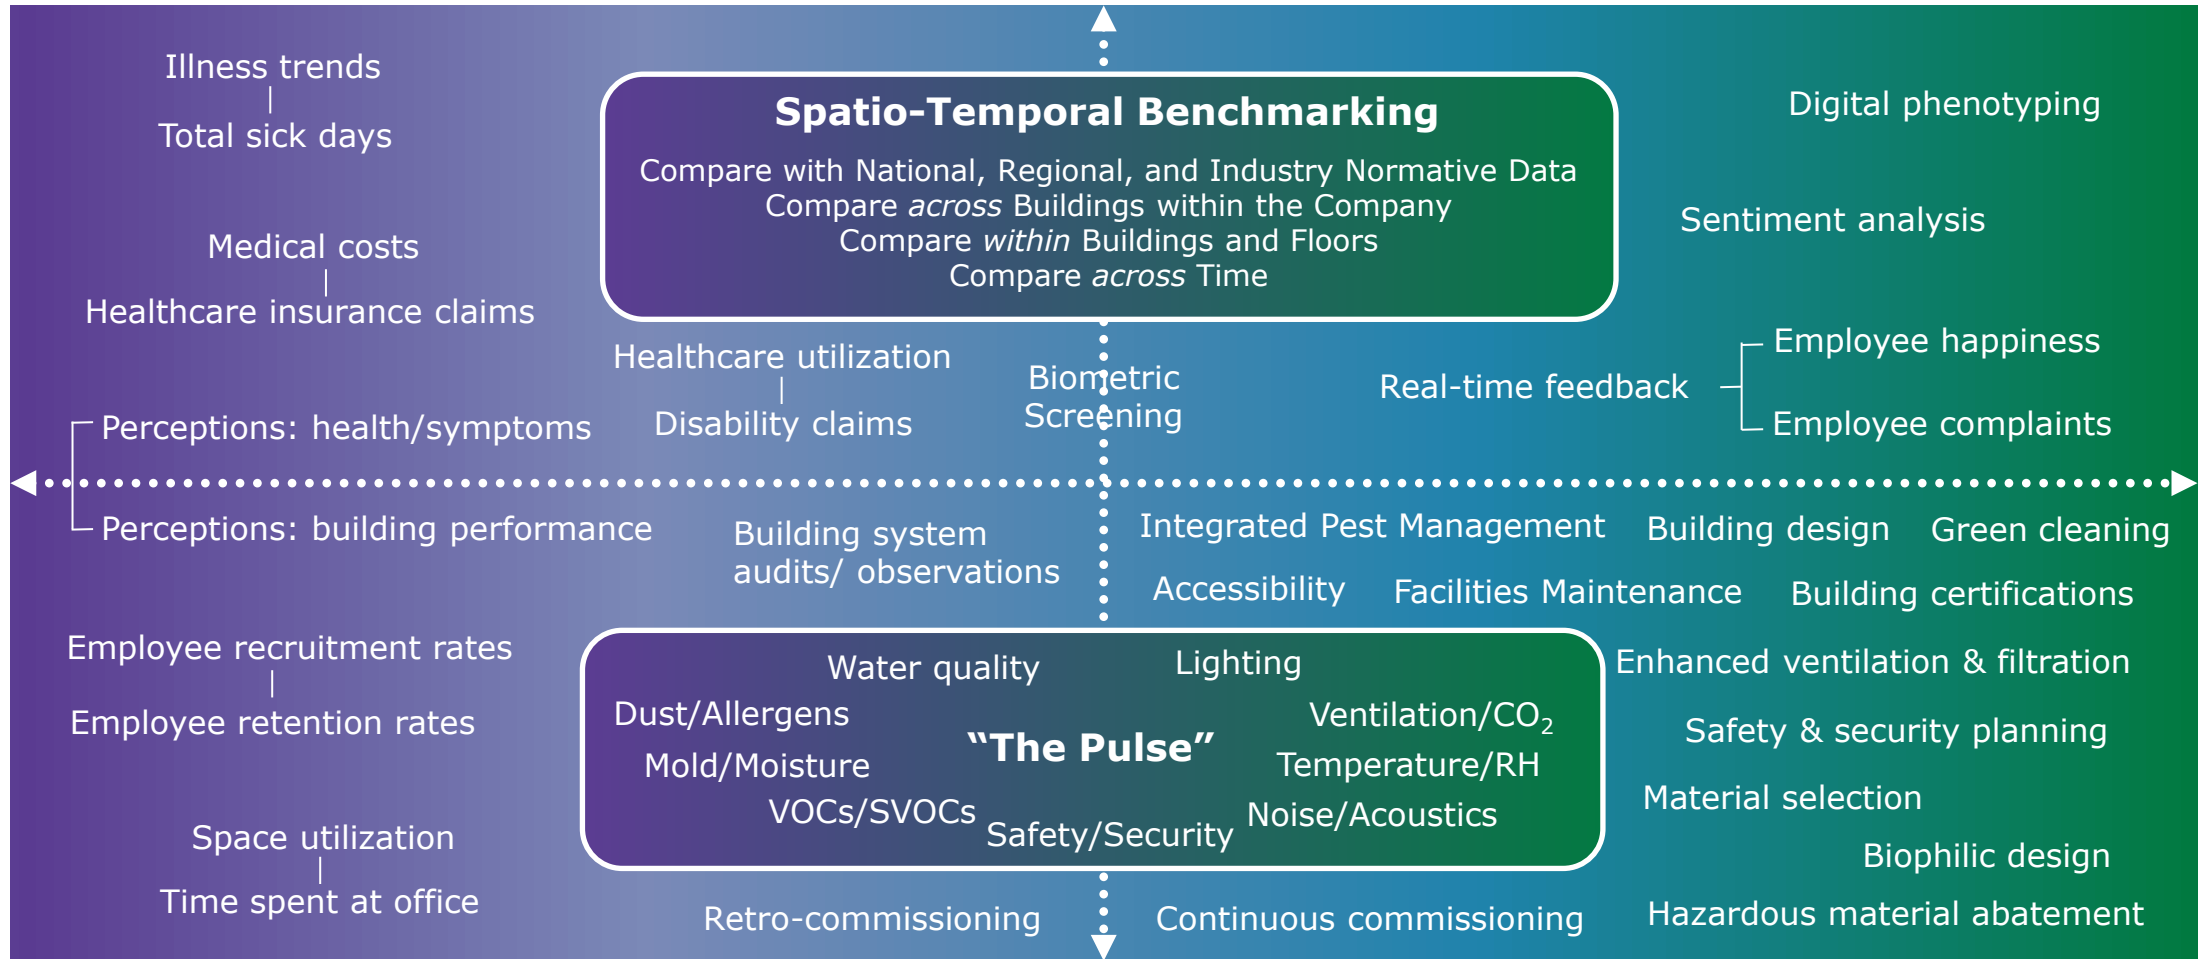 Illness trends
Total sick days
Medical costs
Healthcare insurance claims
Spatio-Temporal Benchmarking
Compare with National, Regional, and Industry Normative Data
Compare across Buildings within the Company
Compare within Buildings and Floors
Compare across Time
Digital phenotyping
Sentiment analysis
Healthcare utilization
Disability claims
Biometric
Screening
Real-time feedback
Employee happiness
Employee complaints
Perceptions: health/symptoms
Perceptions: building performance
Building system
audits/ observations
Integrated Pest Management
Building design
Green cleaning
Accessibility
Facilities Maintenance
Building certifications
Employee recruitment rates
Employee retention rates
Space utilization
Time spent at office
Water quality
Lighting
Dust/Allergens
Ventilation/CO₂
“The Pulse”
Mold/Moisture
Temperature/RH
VOCs/SVOCs
Safety/Security
Noise/Acoustics
Enhanced ventilation & filtration
Safety & security planning
Material selection
Biophilic design
Hazardous material abatement
Retro-commissioning
Continuous commissioning